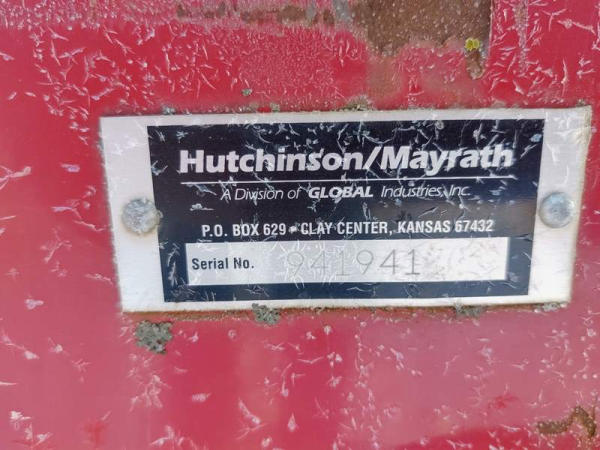 Hutchinson/Mayrath
A Division of GLOBAL Industries, Inc.
P.O. BOX 629 • CLAY CENTER, KANSAS 67432
Serial No. 941941